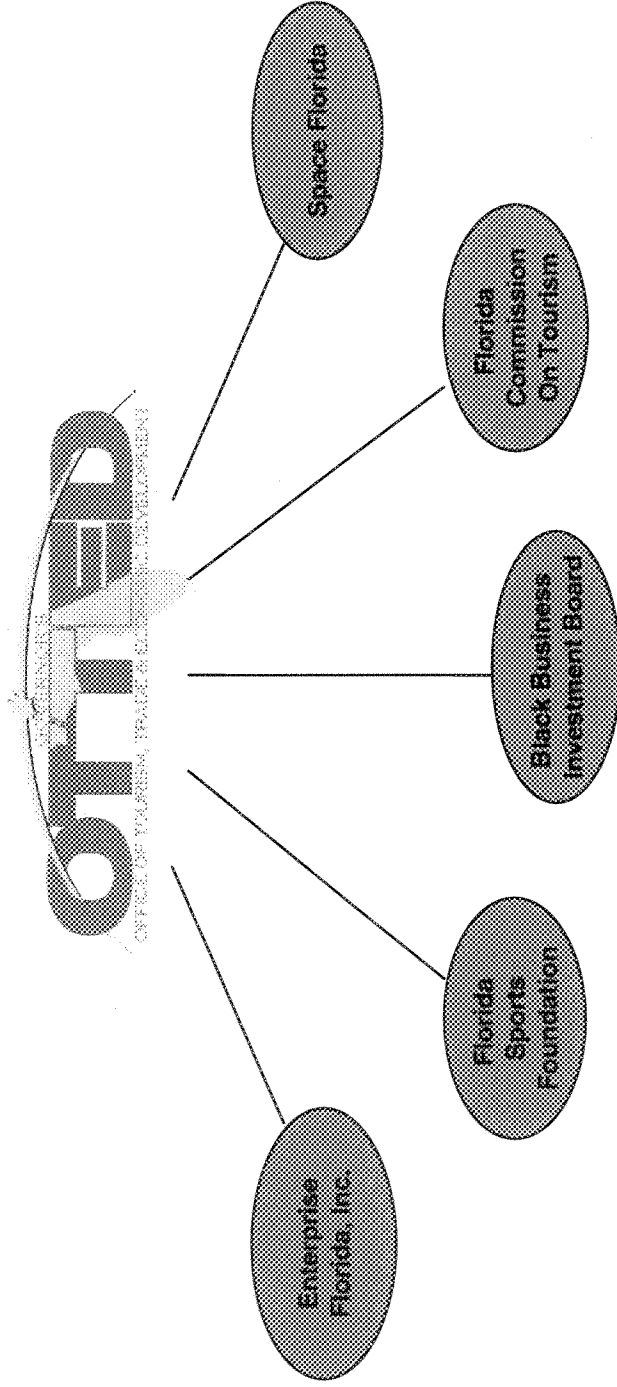 OTTED
OFFICE OF TOURISM, TRADE & ECONOMIC DEVELOPMENT
Enterprise
Florida, Inc.
Florida
Sports
Foundation
Black Business
Investment Board
Florida
Commission
On Tourism
Space Florida